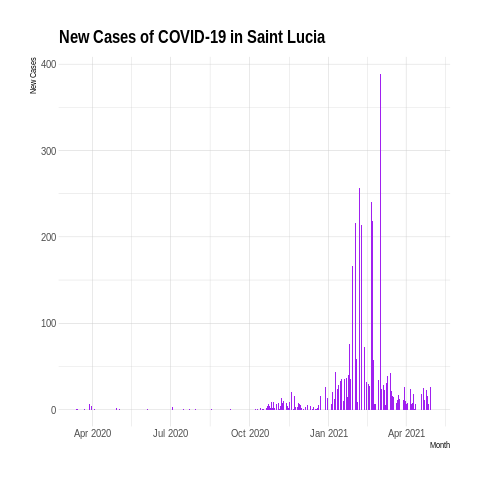 New Cases of COVID-19 in Saint Lucia
New Cases
400
300
200
100
0
Apr 2020 Jul 2020 Oct 2020 Jan 2021 Apr 2021
Month